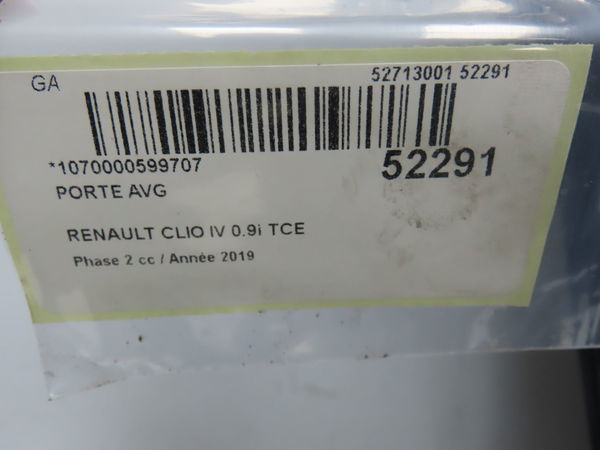 GA 52713001 52291
*1070000599707 52291
PORTE AVG
RENAULT CLIO IV 0.9i TCE
Phase 2 cc / Année 2019